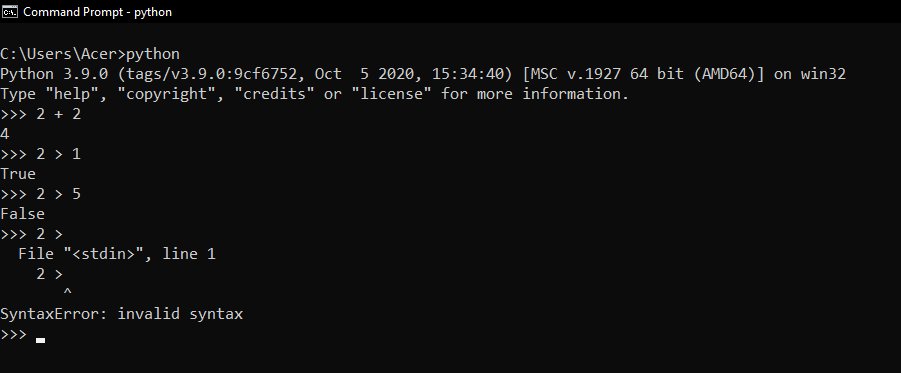 Command Prompt - python
C:\Users\Acer>python
Python 3.9.0 (tags/v3.9.0:9cf6752, Oct  5 2020, 15:34:40) [MSC v.1927 64 bit (AMD64)] on win32
Type "help", "copyright", "credits" or "license" for more information.
>>> 2 + 2
4
>>> 2 > 1
True
>>> 2 > 5
False
>>> 2 >
  File "<stdin>", line 1
    2 >
       ^
SyntaxError: invalid syntax
>>>